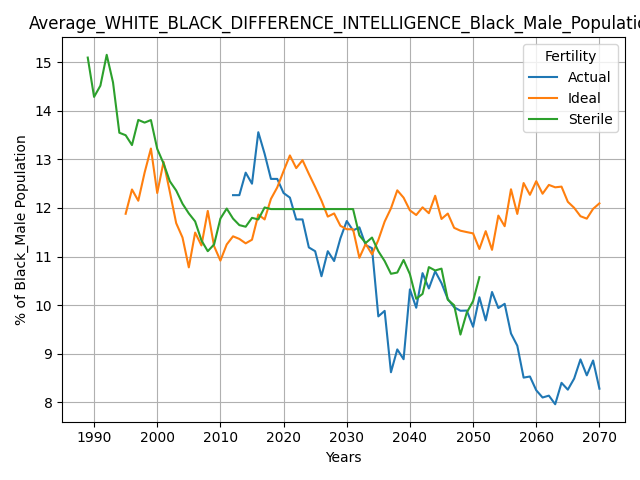 Average_WHITE_BLACK_DIFFERENCE_INTELLIGENCE_Black_Male_Populatio
Fertility
Actual
Ideal
Sterile
% of Black_Male Population
15
14
13
12
11
10
9
8
1990 2000 2010 2020 2030 2040 2050 2060 2070
Years